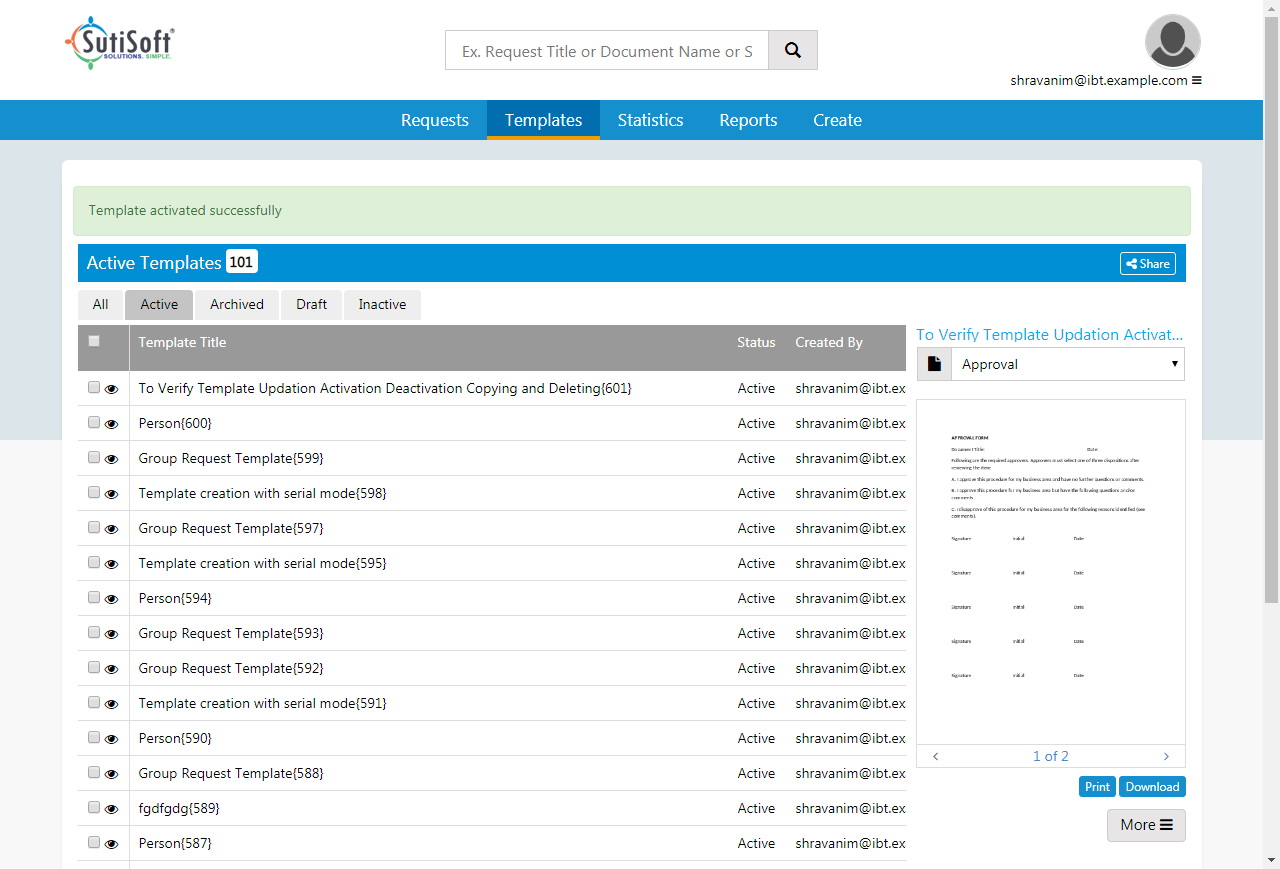 SutiSoft®
SOLUTIONS. SIMPLE.
Ex. Request Title or Document Name or S
shravanim@ibt.example.com
Requests Templates Statistics Reports Create
Template activated successfully
Active Templates 101 Share
All Active Archived Draft Inactive
Template Title Status Created By
To Verify Template Updation Activation Deactivation Copying and Deleting{601} Active shravanim@ibt.ex
Person{600} Active shravanim@ibt.ex
Group Request Template{599} Active shravanim@ibt.ex
Template creation with serial mode{598} Active shravanim@ibt.ex
Group Request Template{597} Active shravanim@ibt.ex
Template creation with serial mode{595} Active shravanim@ibt.ex
Person{594} Active shravanim@ibt.ex
Group Request Template{593} Active shravanim@ibt.ex
Group Request Template{592} Active shravanim@ibt.ex
Template creation with serial mode{591} Active shravanim@ibt.ex
Person{590} Active shravanim@ibt.ex
Group Request Template{588} Active shravanim@ibt.ex
fgdfgdg{589} Active shravanim@ibt.ex
Person{587} Active shravanim@ibt.ex
To Verify Template Updation Activat...
Approval
APPROVAL FORM
Document Title: Date:
Following are the required approvers. Approvers must select one of three dispositions after
reviewing the item:
A. I approve this procedure for my business area and have no further questions or comments.
B. I approve this procedure for my business area but have the following questions and/or
comments.
C. I disapprove of this procedure for my business area for the following reasons identified (see
comments).
Signature Initial Date
Signature Initial Date
Signature Initial Date
Signature Initial Date
Signature Initial Date
1 of 2
Print Download
More